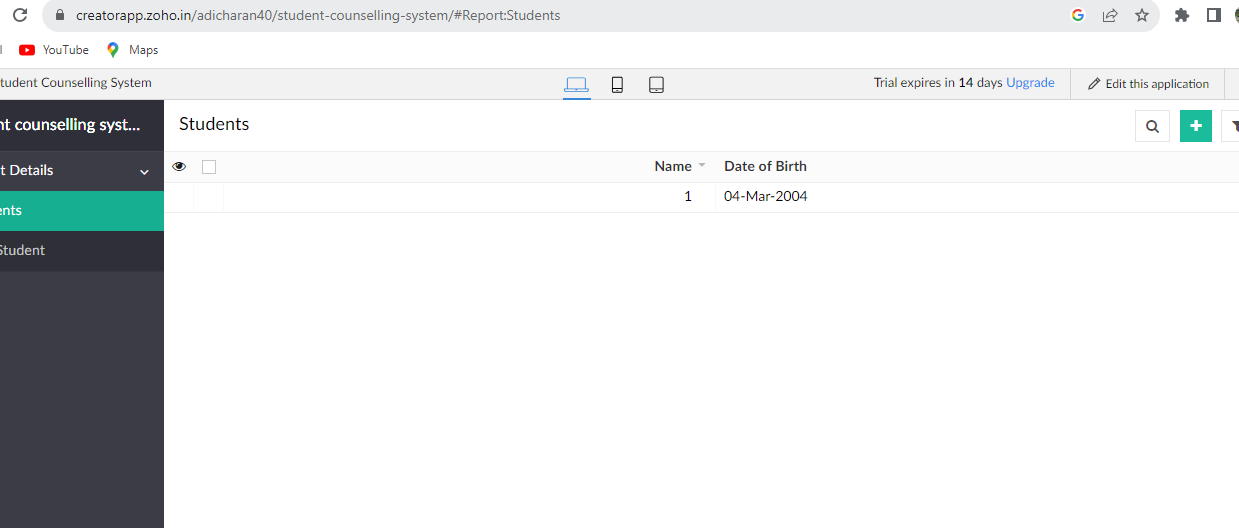 creatorapp.zoho.in/adicharan40/student-counselling-system/#Report:Students
YouTube Maps
tudent Counselling System Trial expires in 14 days Upgrade Edit this application
nt counselling syst... Students
t Details Name Date of Birth
ents 1 04-Mar-2004
Student